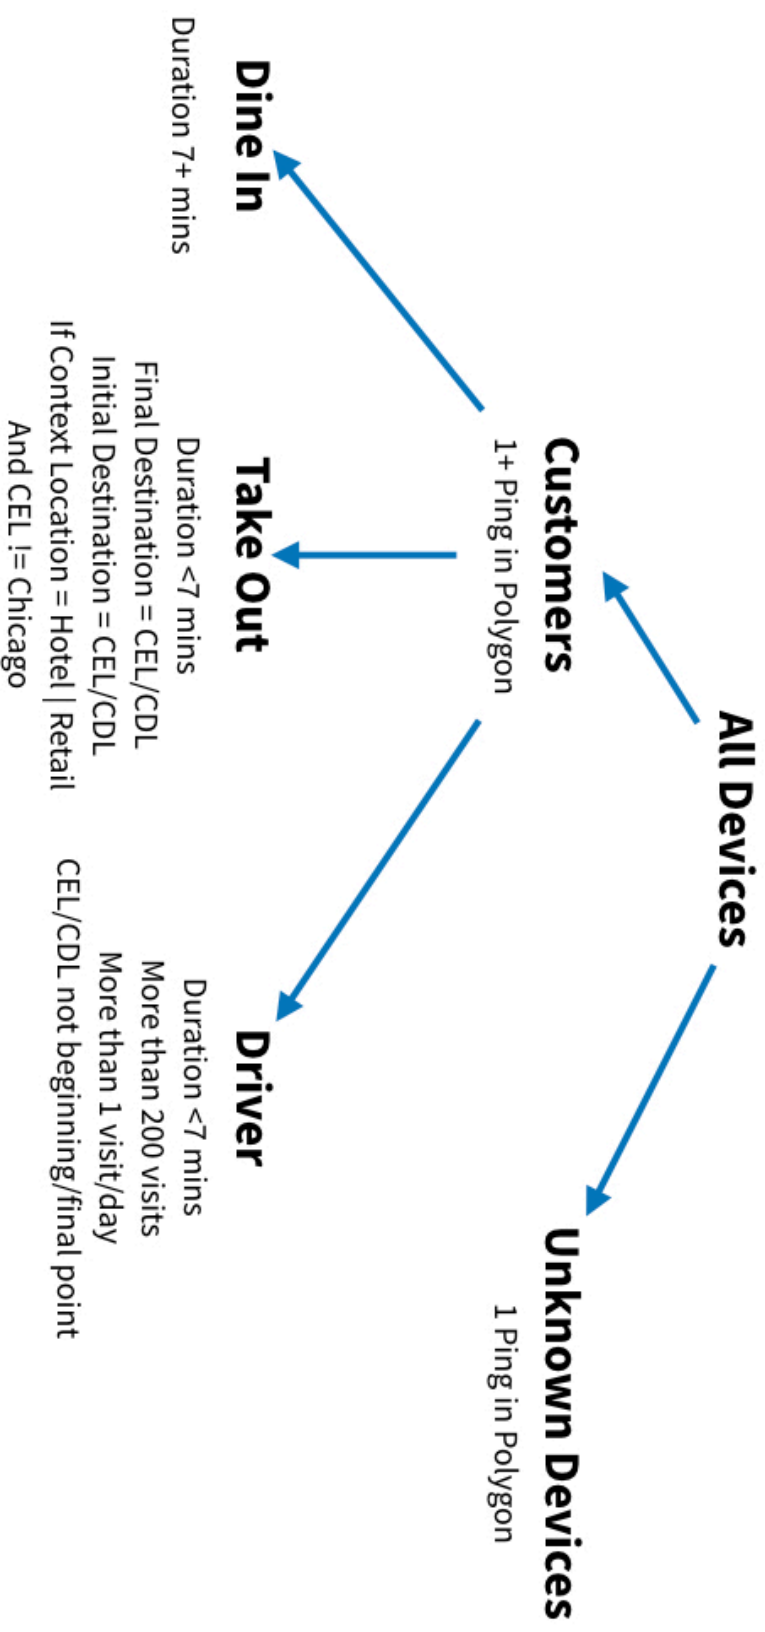 All Devices
Customers
1+ Ping in Polygon
Unknown Devices
1 Ping in Polygon
Dine In
Duration 7+ mins
Take Out
Duration <7 mins
Final Destination = CEL/CDL
Initial Destination = CEL/CDL
If Context Location = Hotel | Retail
And CEL != Chicago
Driver
Duration <7 mins
More than 200 visits
More than 1 visit/day
CEL/CDL not beginning/final point